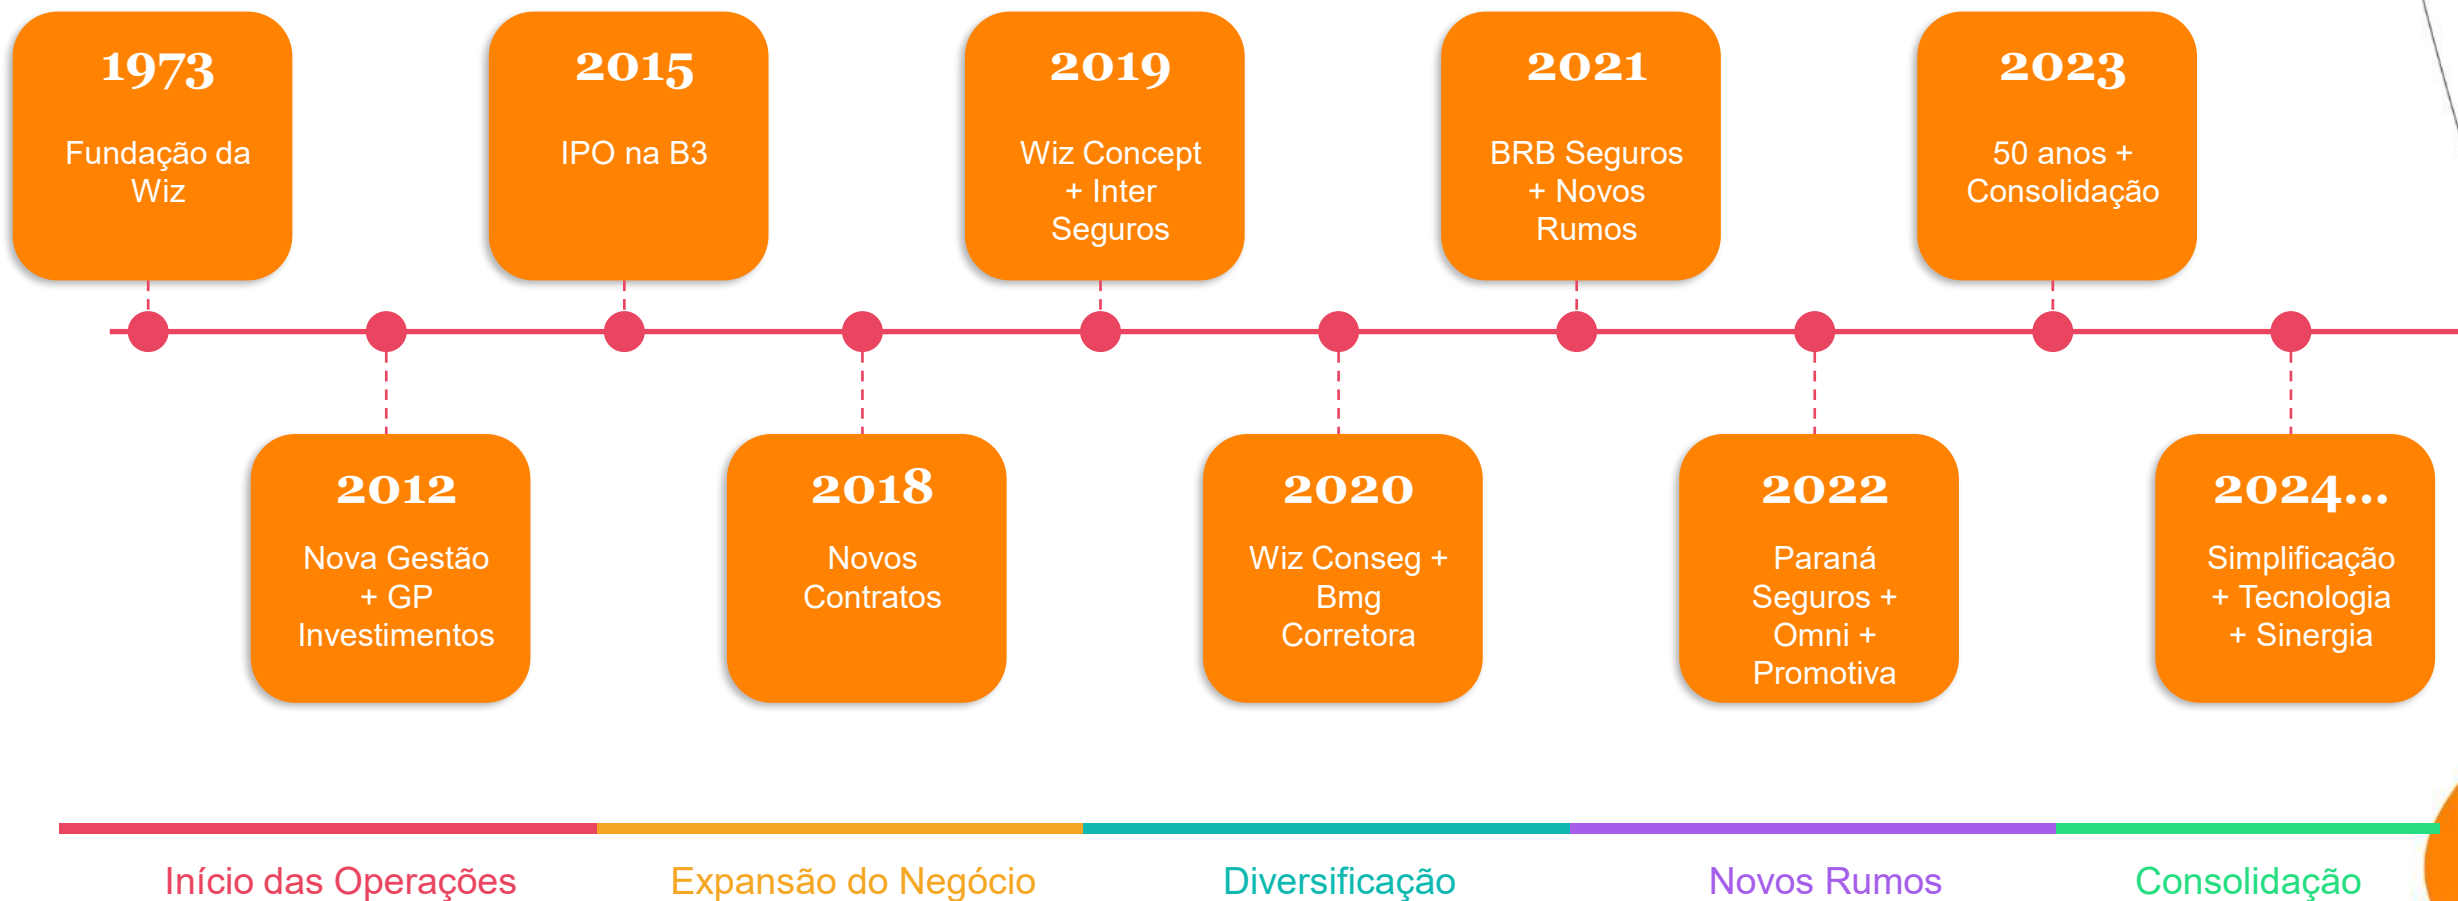 1973
Fundação da
Wiz
2015
IPO na B3
2019
Wiz Concept
+ Inter
Seguros
2021
BRB Seguros
+ Novos
Rumos
2023
50 anos +
Consolidação
2012
Nova Gestão
+ GP
Investimentos
2018
Novos
Contratos
2020
Wiz Conseg +
Bmg
Corretora
2022
Paraná
Seguros +
Omni +
Promotiva
2024...
Simplificação
+ Tecnologia
+ Sinergia
Início das Operações
Expansão do Negócio
Diversificação
Novos Rumos
Consolidação